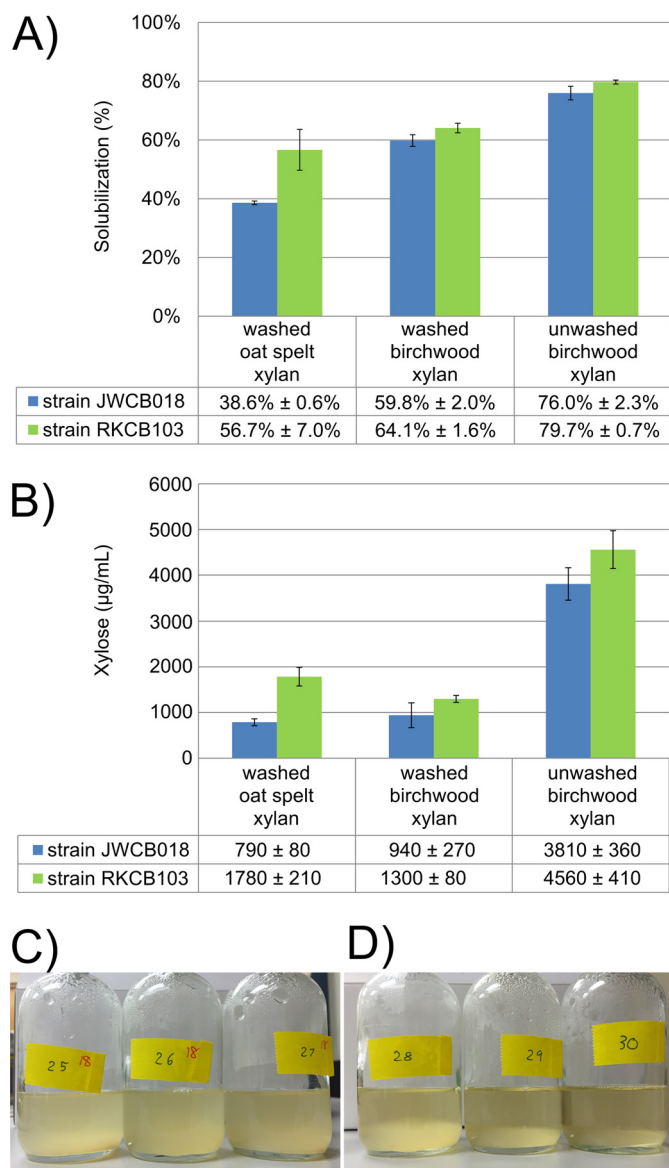 A)
100%
80%
60%
40%
20%
0%
Solubilization (%)
washed oat spelt xylan
washed birchwood xylan
unwashed birchwood xylan
strain JWCB018 38.6% ± 0.6% 59.8% ± 2.0% 76.0% ± 2.3%
strain RKCB103 56.7% ± 7.0% 64.1% ± 1.6% 79.7% ± 0.7%
B)
6000
5000
4000
3000
2000
1000
0
Xylose (µg/mL)
washed oat spelt xylan
washed birchwood xylan
unwashed birchwood xylan
strain JWCB018 790 ± 80 940 ± 270 3810 ± 360
strain RKCB103 1780 ± 210 1300 ± 80 4560 ± 410
C)
25 18
26 18
27 18
D)
28
29
30